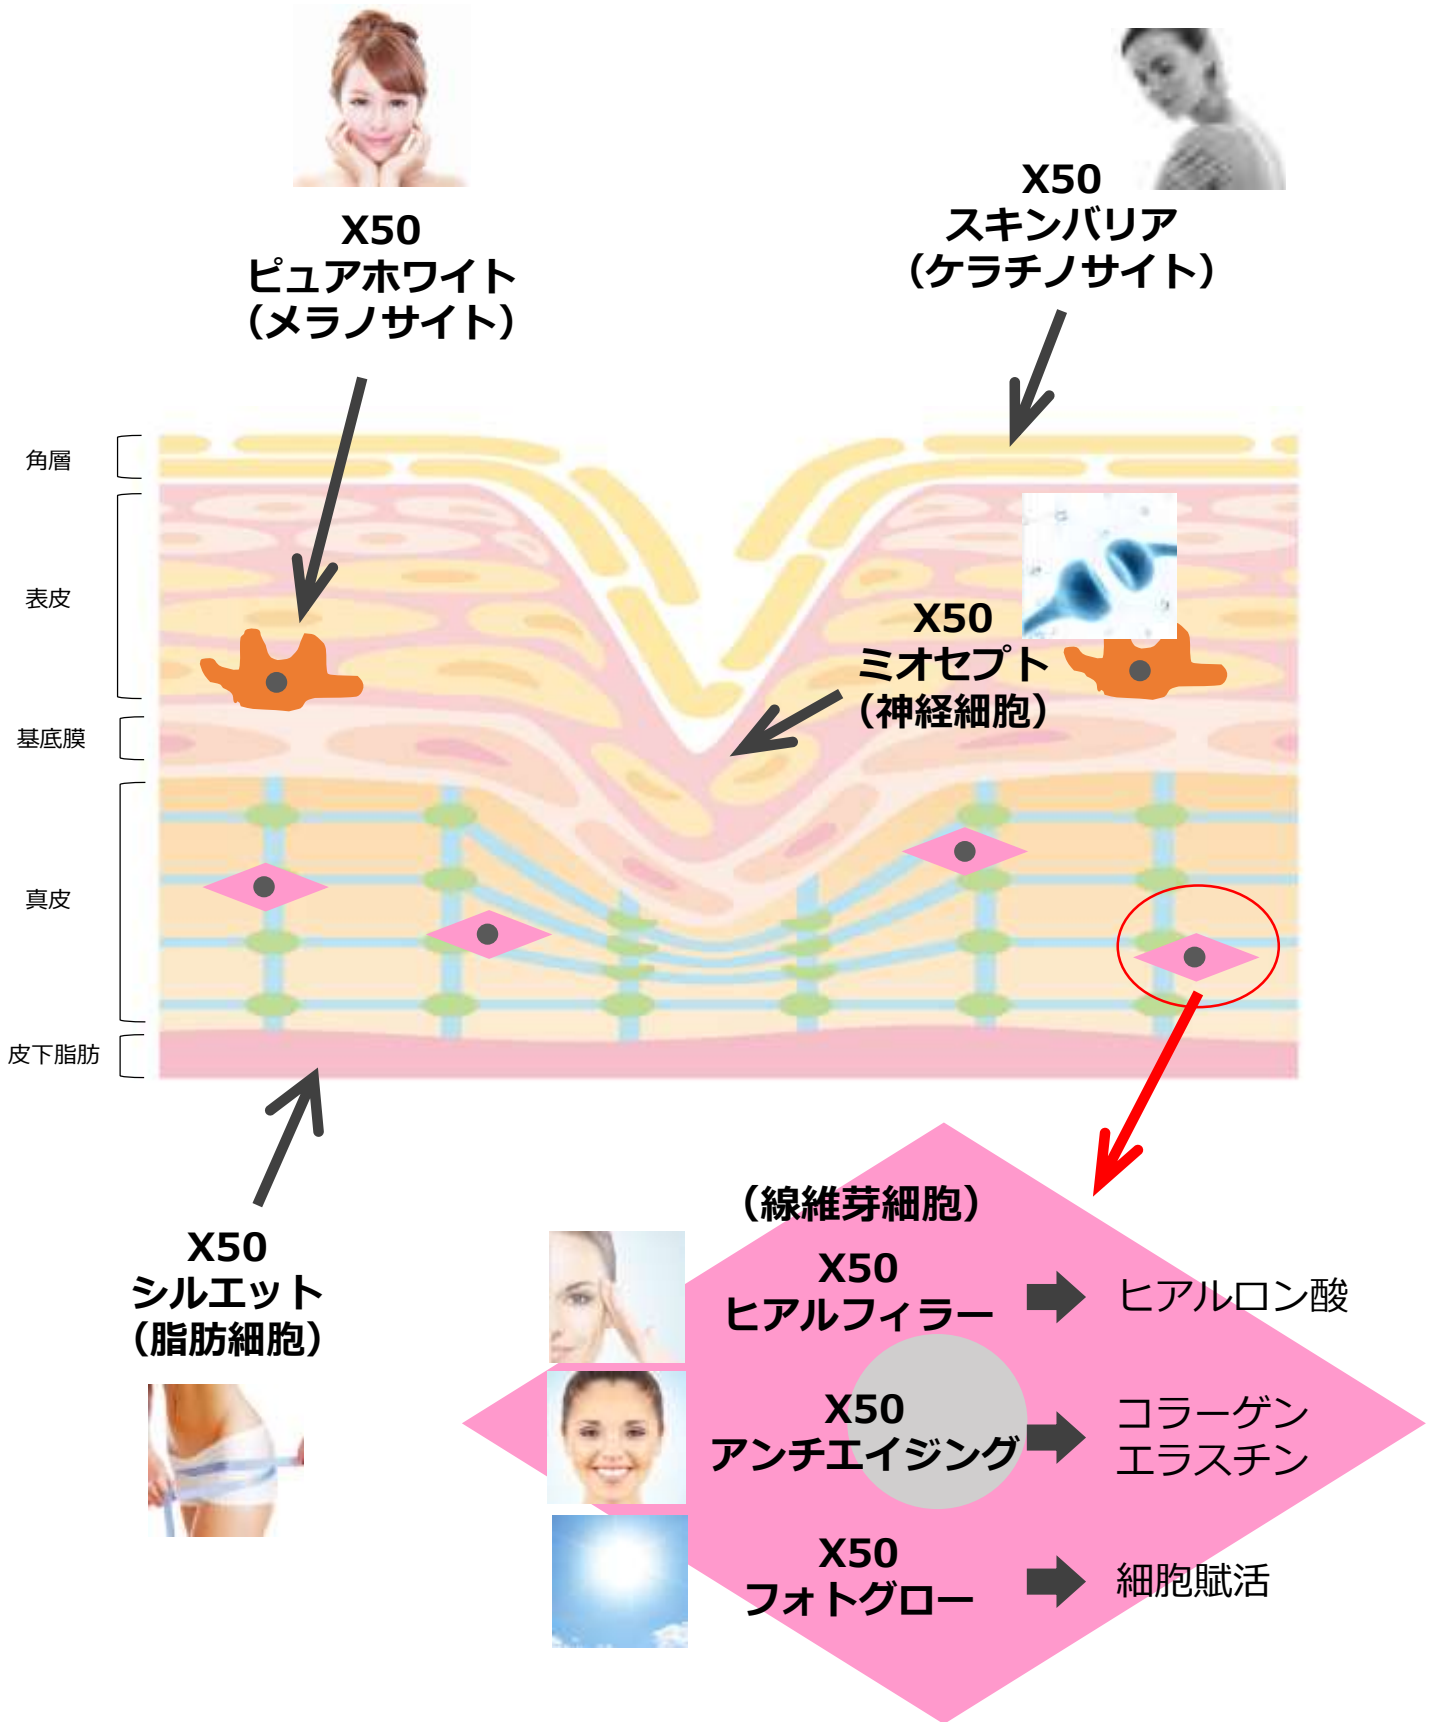 X50
ピュアホワイト
（メラノサイト）
X50
スキンバリア
（ケラチノサイト）
角層
表皮
基底膜
真皮
皮下脂肪
X50
ミオセプト
（神経細胞）
X50
シルエット
（脂肪細胞）
（線維芽細胞）
X50
ヒアルフィラー
ヒアルロン酸
X50
アンチエイジング
コラーゲン
エラスチン
X50
フォトグロー
細胞賦活